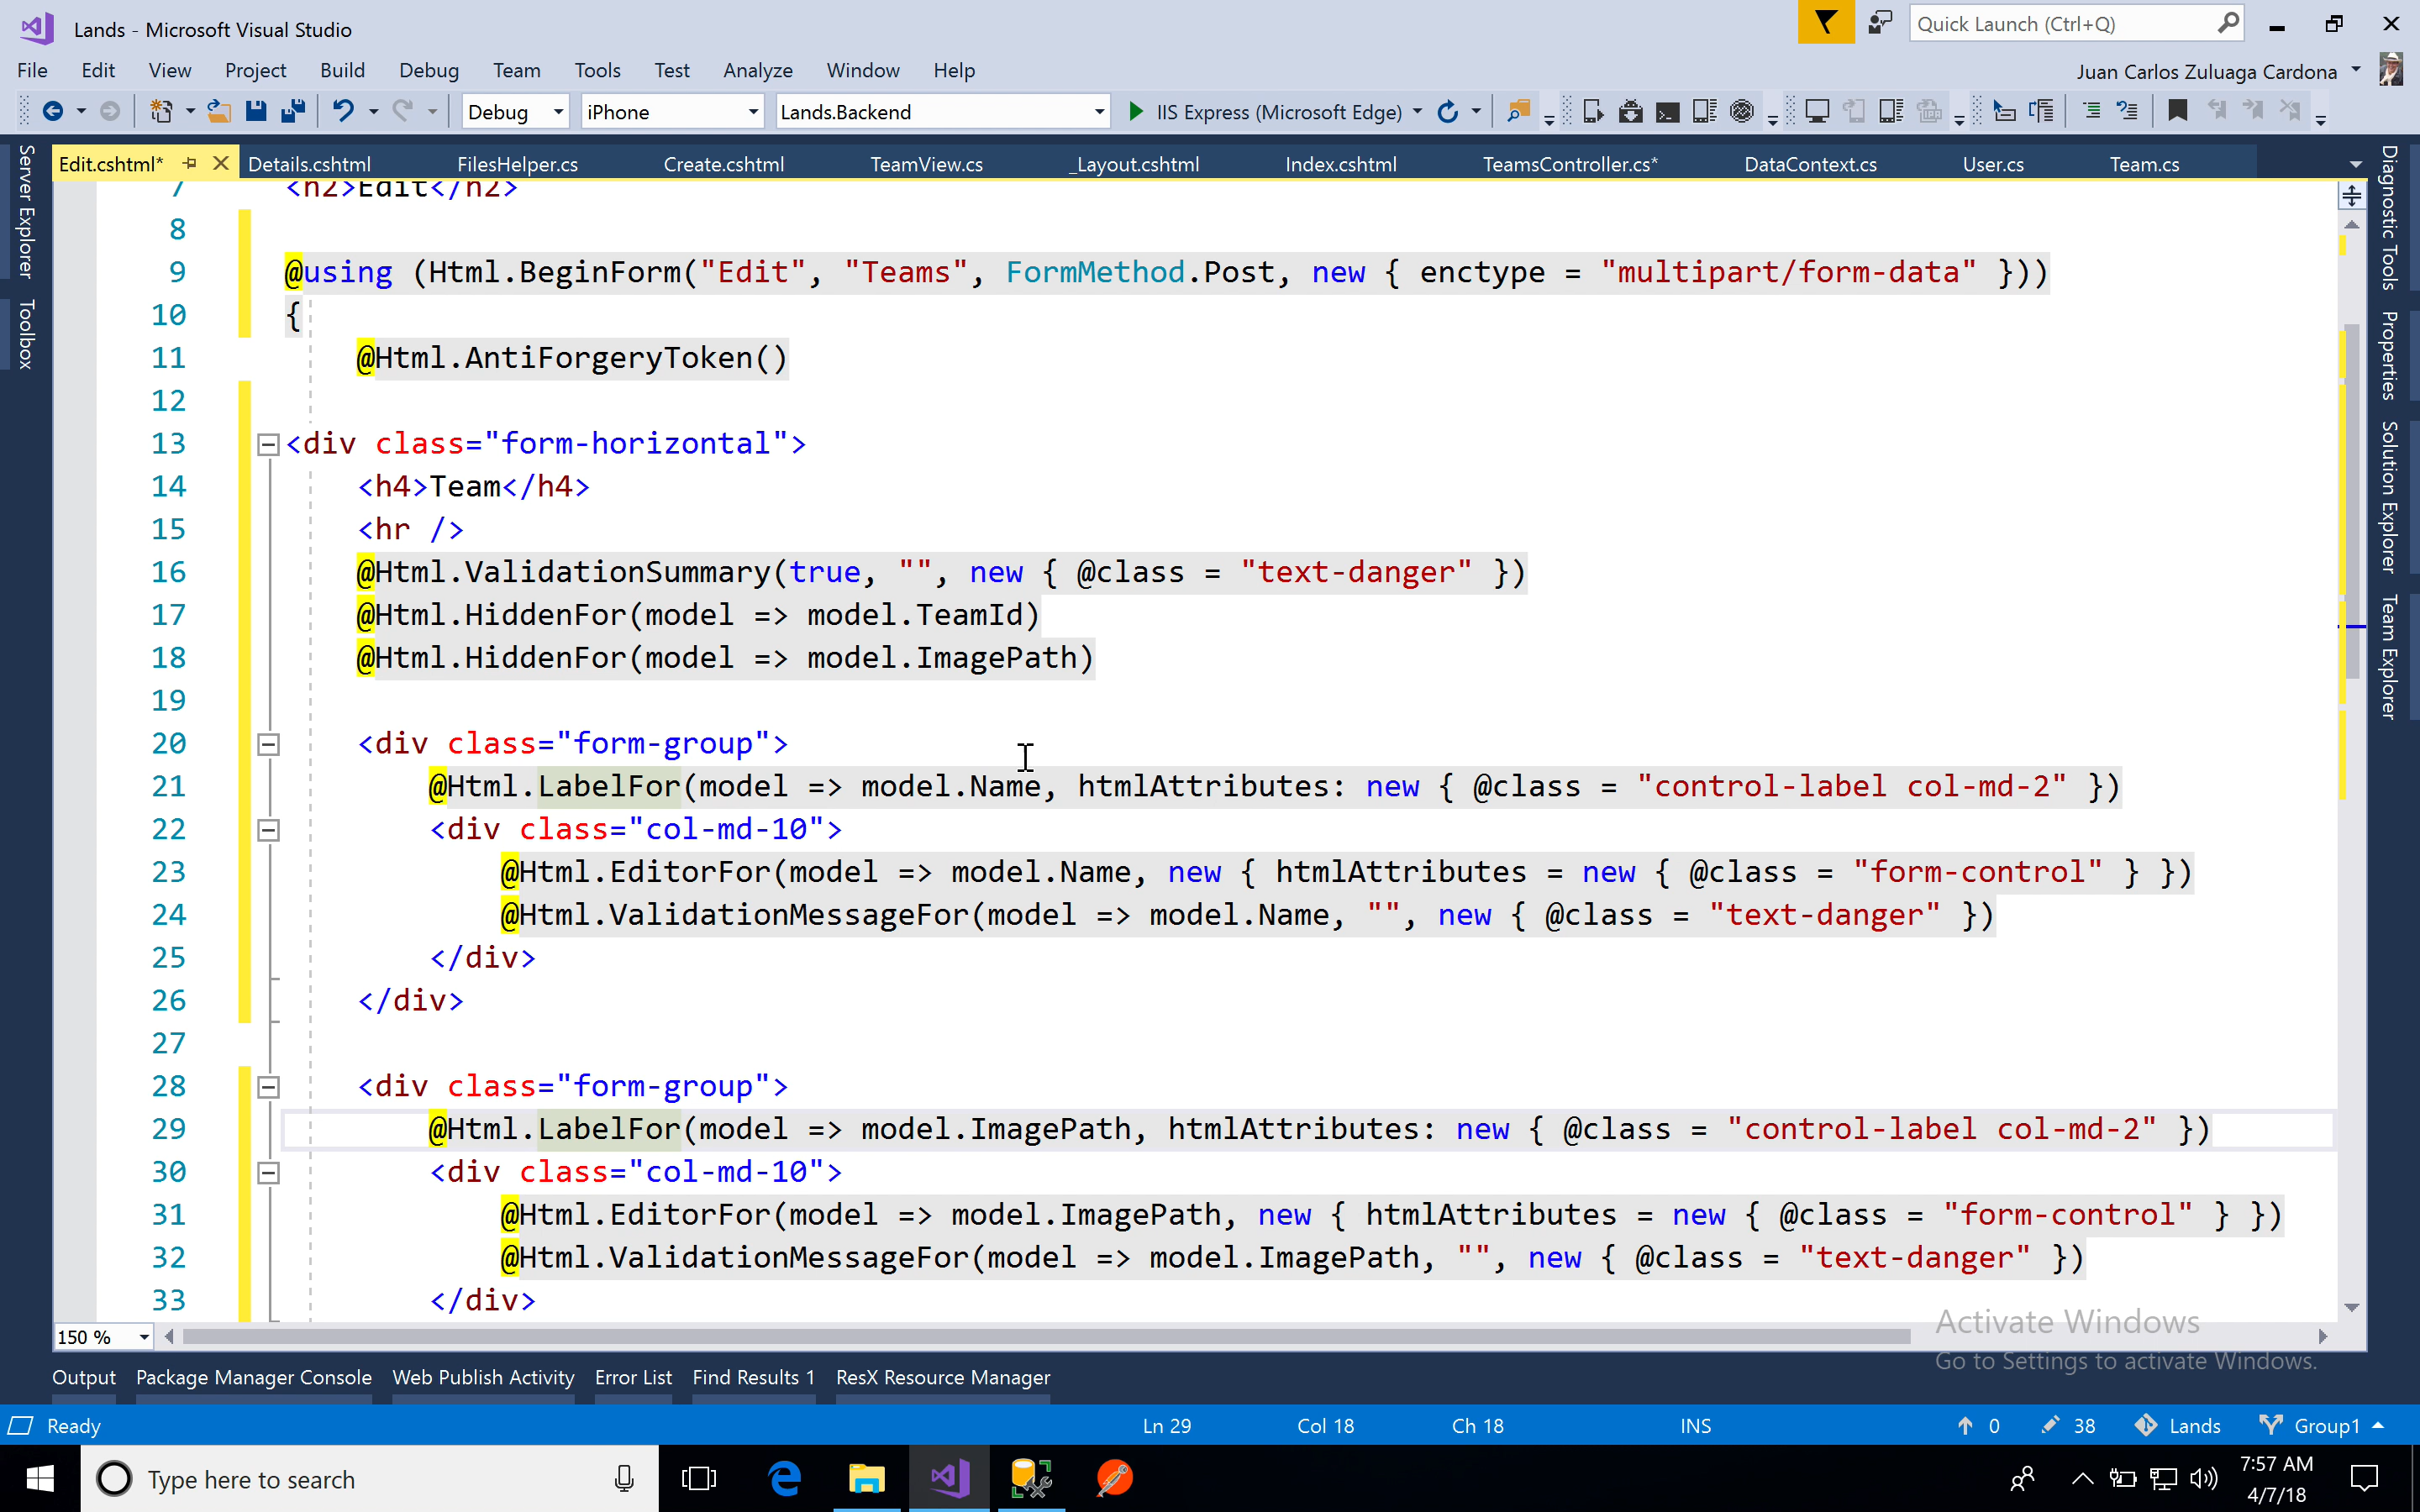 Lands - Microsoft Visual Studio
Quick Launch (Ctrl+Q)
File Edit View Project Build Debug Team Tools Test Analyze Window Help
Juan Carlos Zuluaga Cardona
Debug iPhone Lands.Backend IIS Express (Microsoft Edge)
Edit.cshtml* Details.cshtml FilesHelper.cs Create.cshtml TeamView.cs _Layout.cshtml Index.cshtml TeamsController.cs* DataContext.cs User.cs Team.cs
Server Explorer
Toolbox
Diagnostic Tools
Properties
Solution Explorer
Team Explorer
7 <h2>Edit</h2>
8
9 @using (Html.BeginForm("Edit", "Teams", FormMethod.Post, new { enctype = "multipart/form-data" }))
10 {
11 @Html.AntiForgeryToken()
12
13 <div class="form-horizontal">
14 <h4>Team</h4>
15 <hr />
16 @Html.ValidationSummary(true, "", new { @class = "text-danger" })
17 @Html.HiddenFor(model => model.TeamId)
18 @Html.HiddenFor(model => model.ImagePath)
19
20 <div class="form-group">
21 @Html.LabelFor(model => model.Name, htmlAttributes: new { @class = "control-label col-md-2" })
22 <div class="col-md-10">
23 @Html.EditorFor(model => model.Name, new { htmlAttributes = new { @class = "form-control" } })
24 @Html.ValidationMessageFor(model => model.Name, "", new { @class = "text-danger" })
25 </div>
26 </div>
27
28 <div class="form-group">
29 @Html.LabelFor(model => model.ImagePath, htmlAttributes: new { @class = "control-label col-md-2" })
30 <div class="col-md-10">
31 @Html.EditorFor(model => model.ImagePath, new { htmlAttributes = new { @class = "form-control" } })
32 @Html.ValidationMessageFor(model => model.ImagePath, "", new { @class = "text-danger" })
33 </div>
150 %
Activate Windows
Go to Settings to activate Windows.
Output Package Manager Console Web Publish Activity Error List Find Results 1 ResX Resource Manager
Ready Ln 29 Col 18 Ch 18 INS 0 38 Lands Group1
Type here to search
7:57 AM
4/7/18